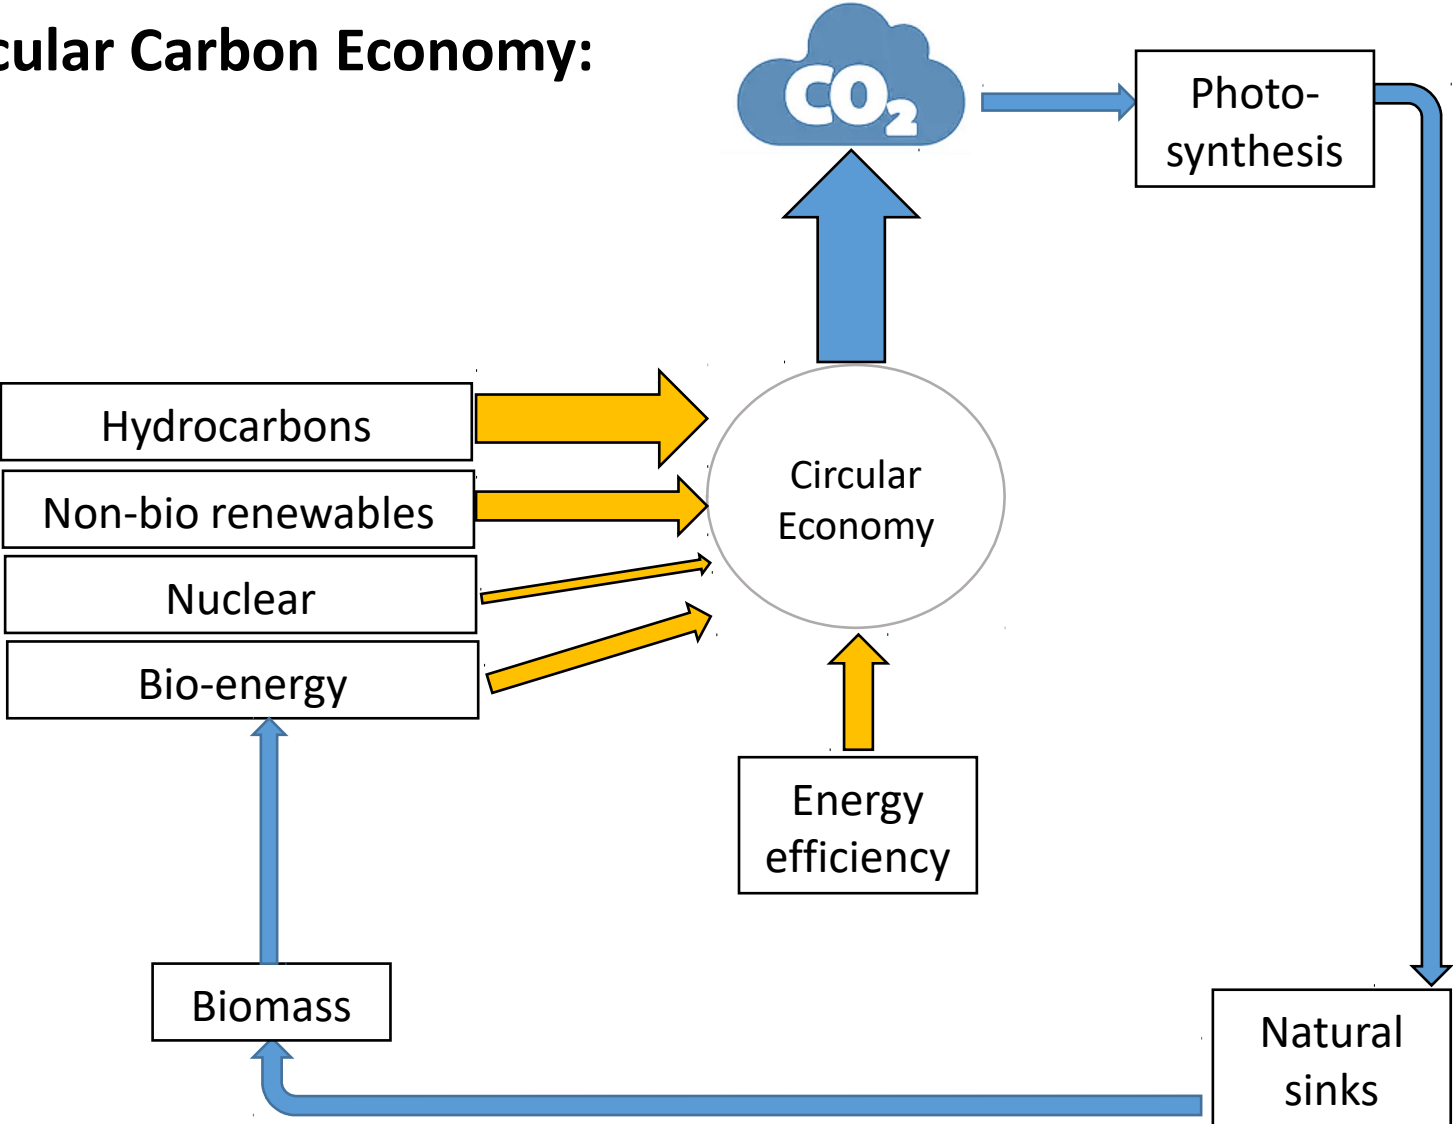 cular Carbon Economy:
CO₂
Photo-
synthesis
Hydrocarbons
Non-bio renewables
Nuclear
Bio-energy
Circular
Economy
Energy
efficiency
Biomass
Natural
sinks